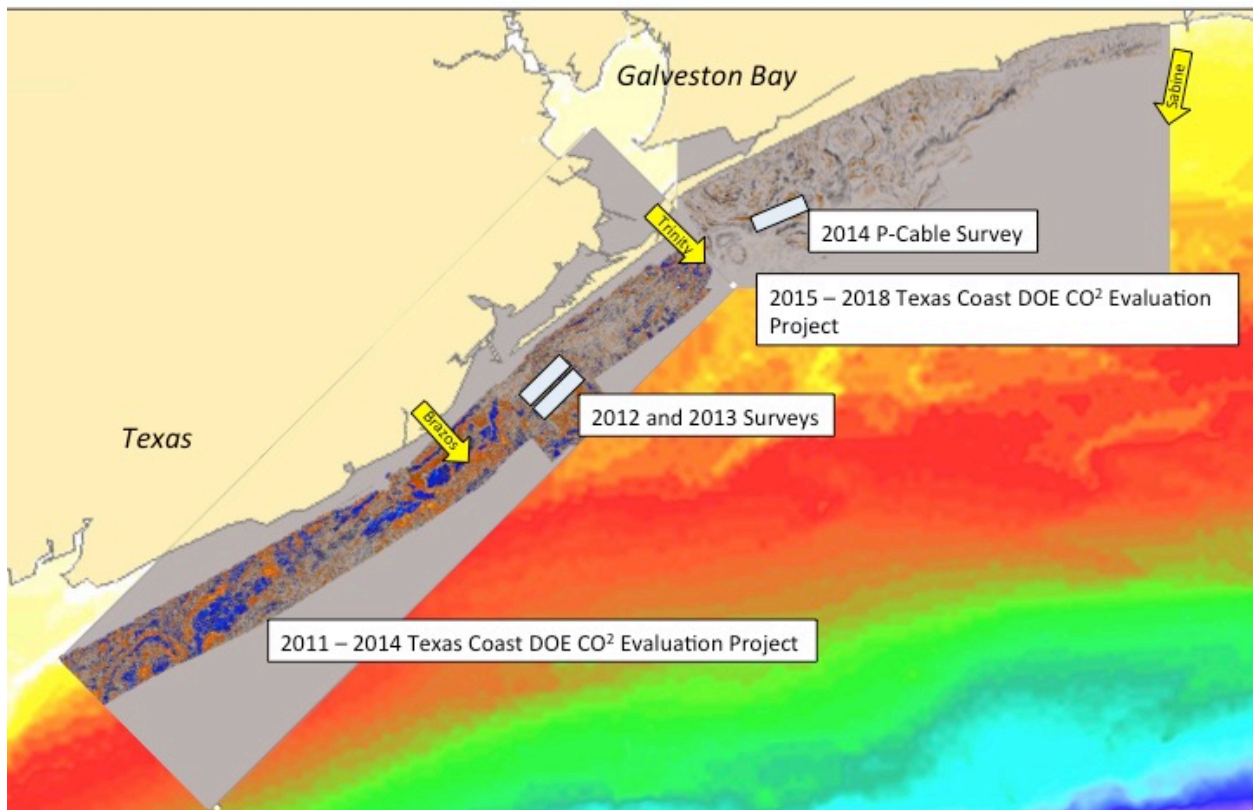 Galveston Bay
Sabine
Trinity
2014 P-Cable Survey
2015 – 2018 Texas Coast DOE CO² Evaluation
Project
2012 and 2013 Surveys
Brazos
Texas
2011 – 2014 Texas Coast DOE CO² Evaluation Project